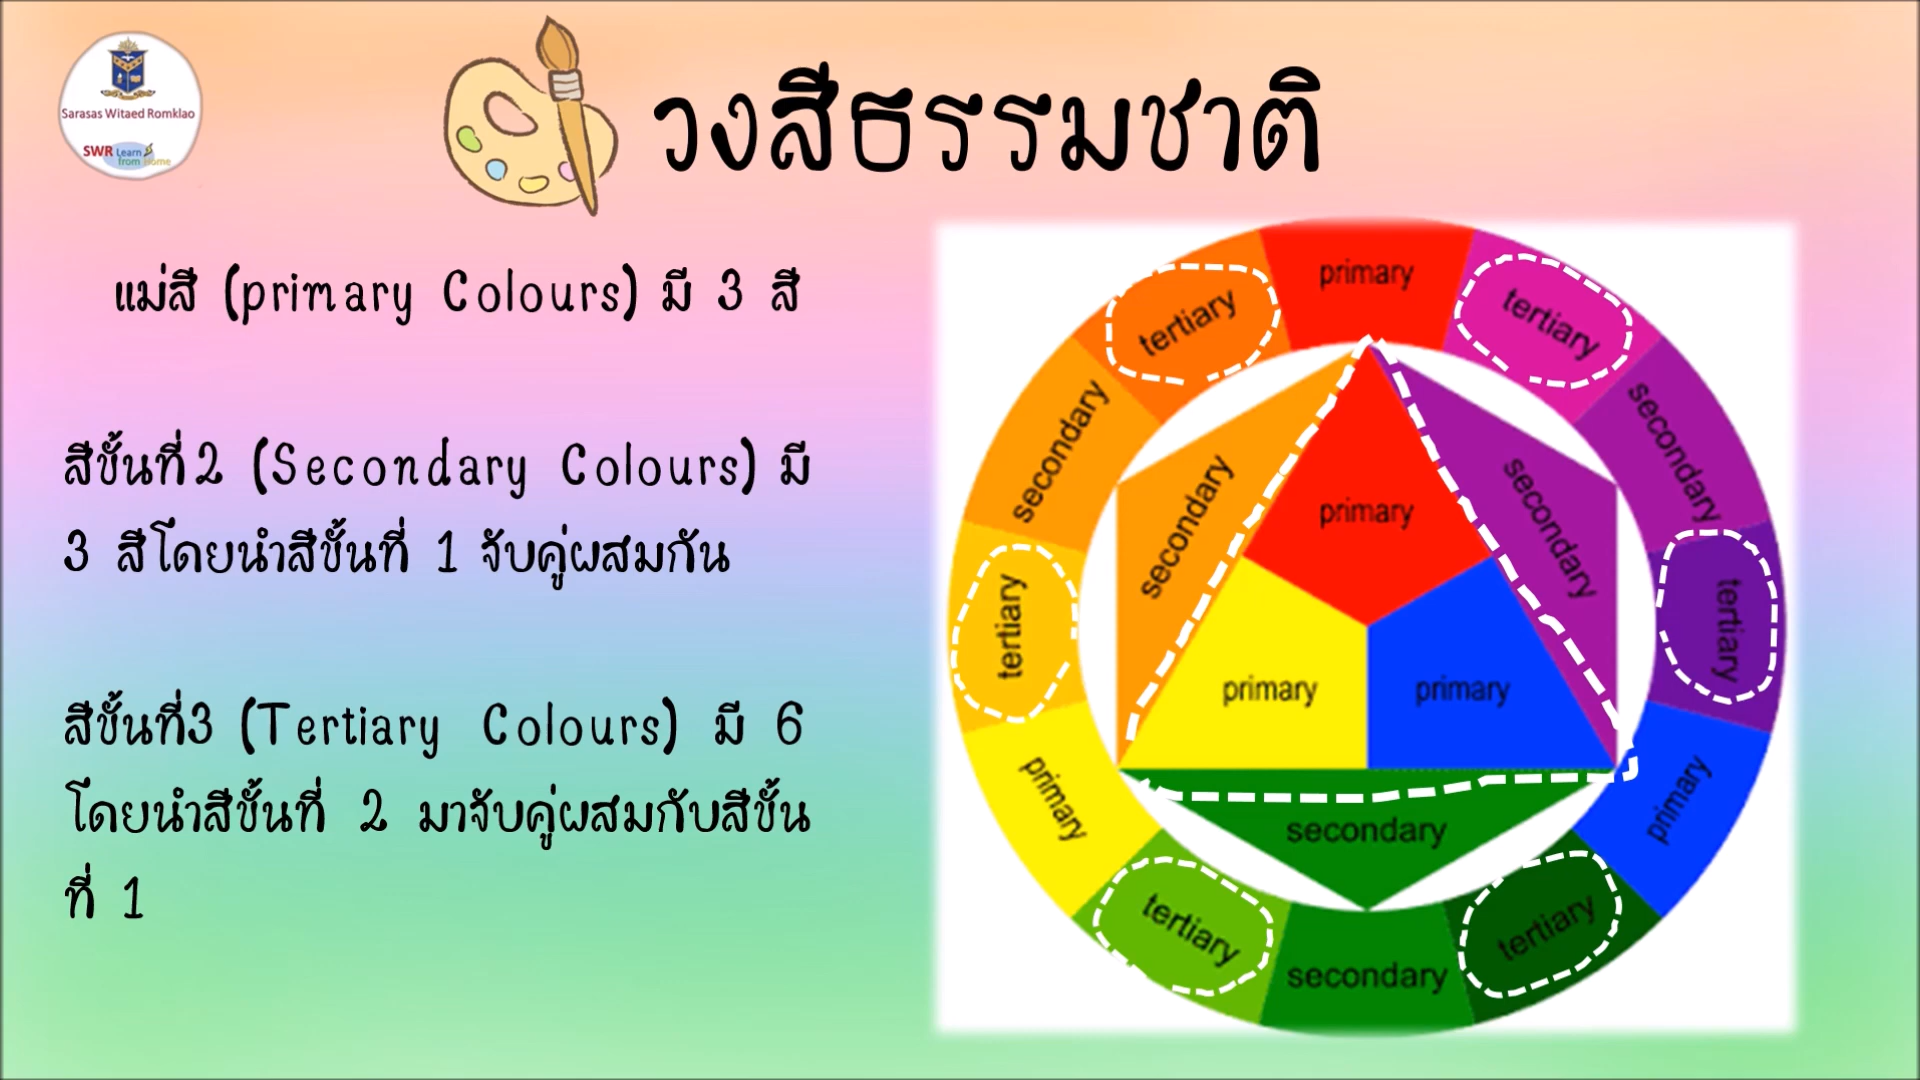 Sarasas Witaed Romklao
SWR Learn from Home
วงสีธรรมชาติ
แม่สี (primary Colours) มี 3 สี
สีชั้นที่2 (Secondary Colours) มี
3 สีโดยนำสีชั้นที่ 1 จับคู่ผสมกัน
สีชั้นที่3 (Tertiary Colours) มี 6
โดยนำสีชั้นที่ 2 มาจับคู่ผสมกับสีชั้น
ที่ 1
primary
tertiary
tertiary
secondary
secondary
secondary
secondary
primary
tertiary
tertiary
primary
primary
primary
primary
secondary
tertiary
tertiary
secondary